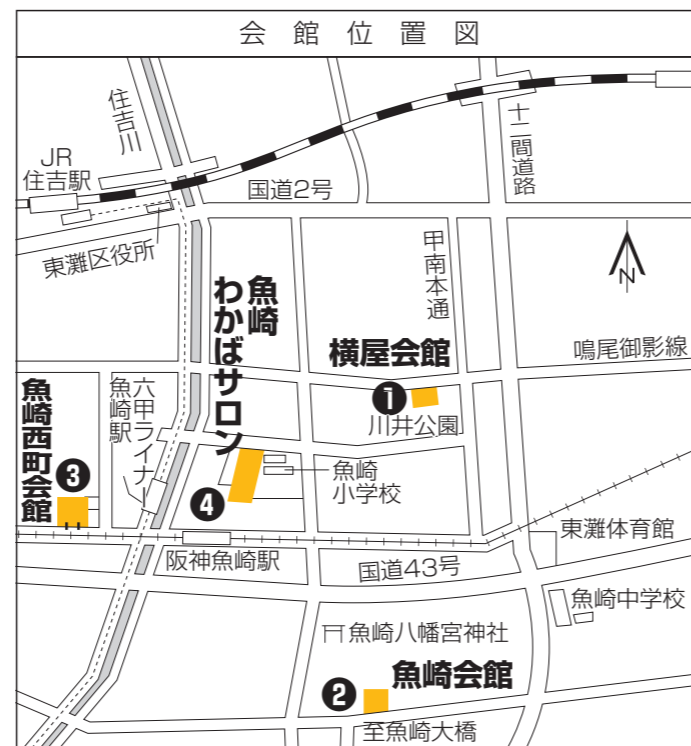 会館位置図
住吉川
JR
住吉駅
国道2号
十二間道路
東灘区役所
甲南本通
N
魚崎
わかばサロン
横屋会館
鳴尾御影線
❶
川井公園
魚崎西町会館
❸
六甲ライナー
魚崎駅
❹
魚崎
小学校
阪神魚崎駅
国道43号
東灘体育館
魚崎中学校
魚崎八幡宮神社
❷
魚崎会館
至魚崎大橋